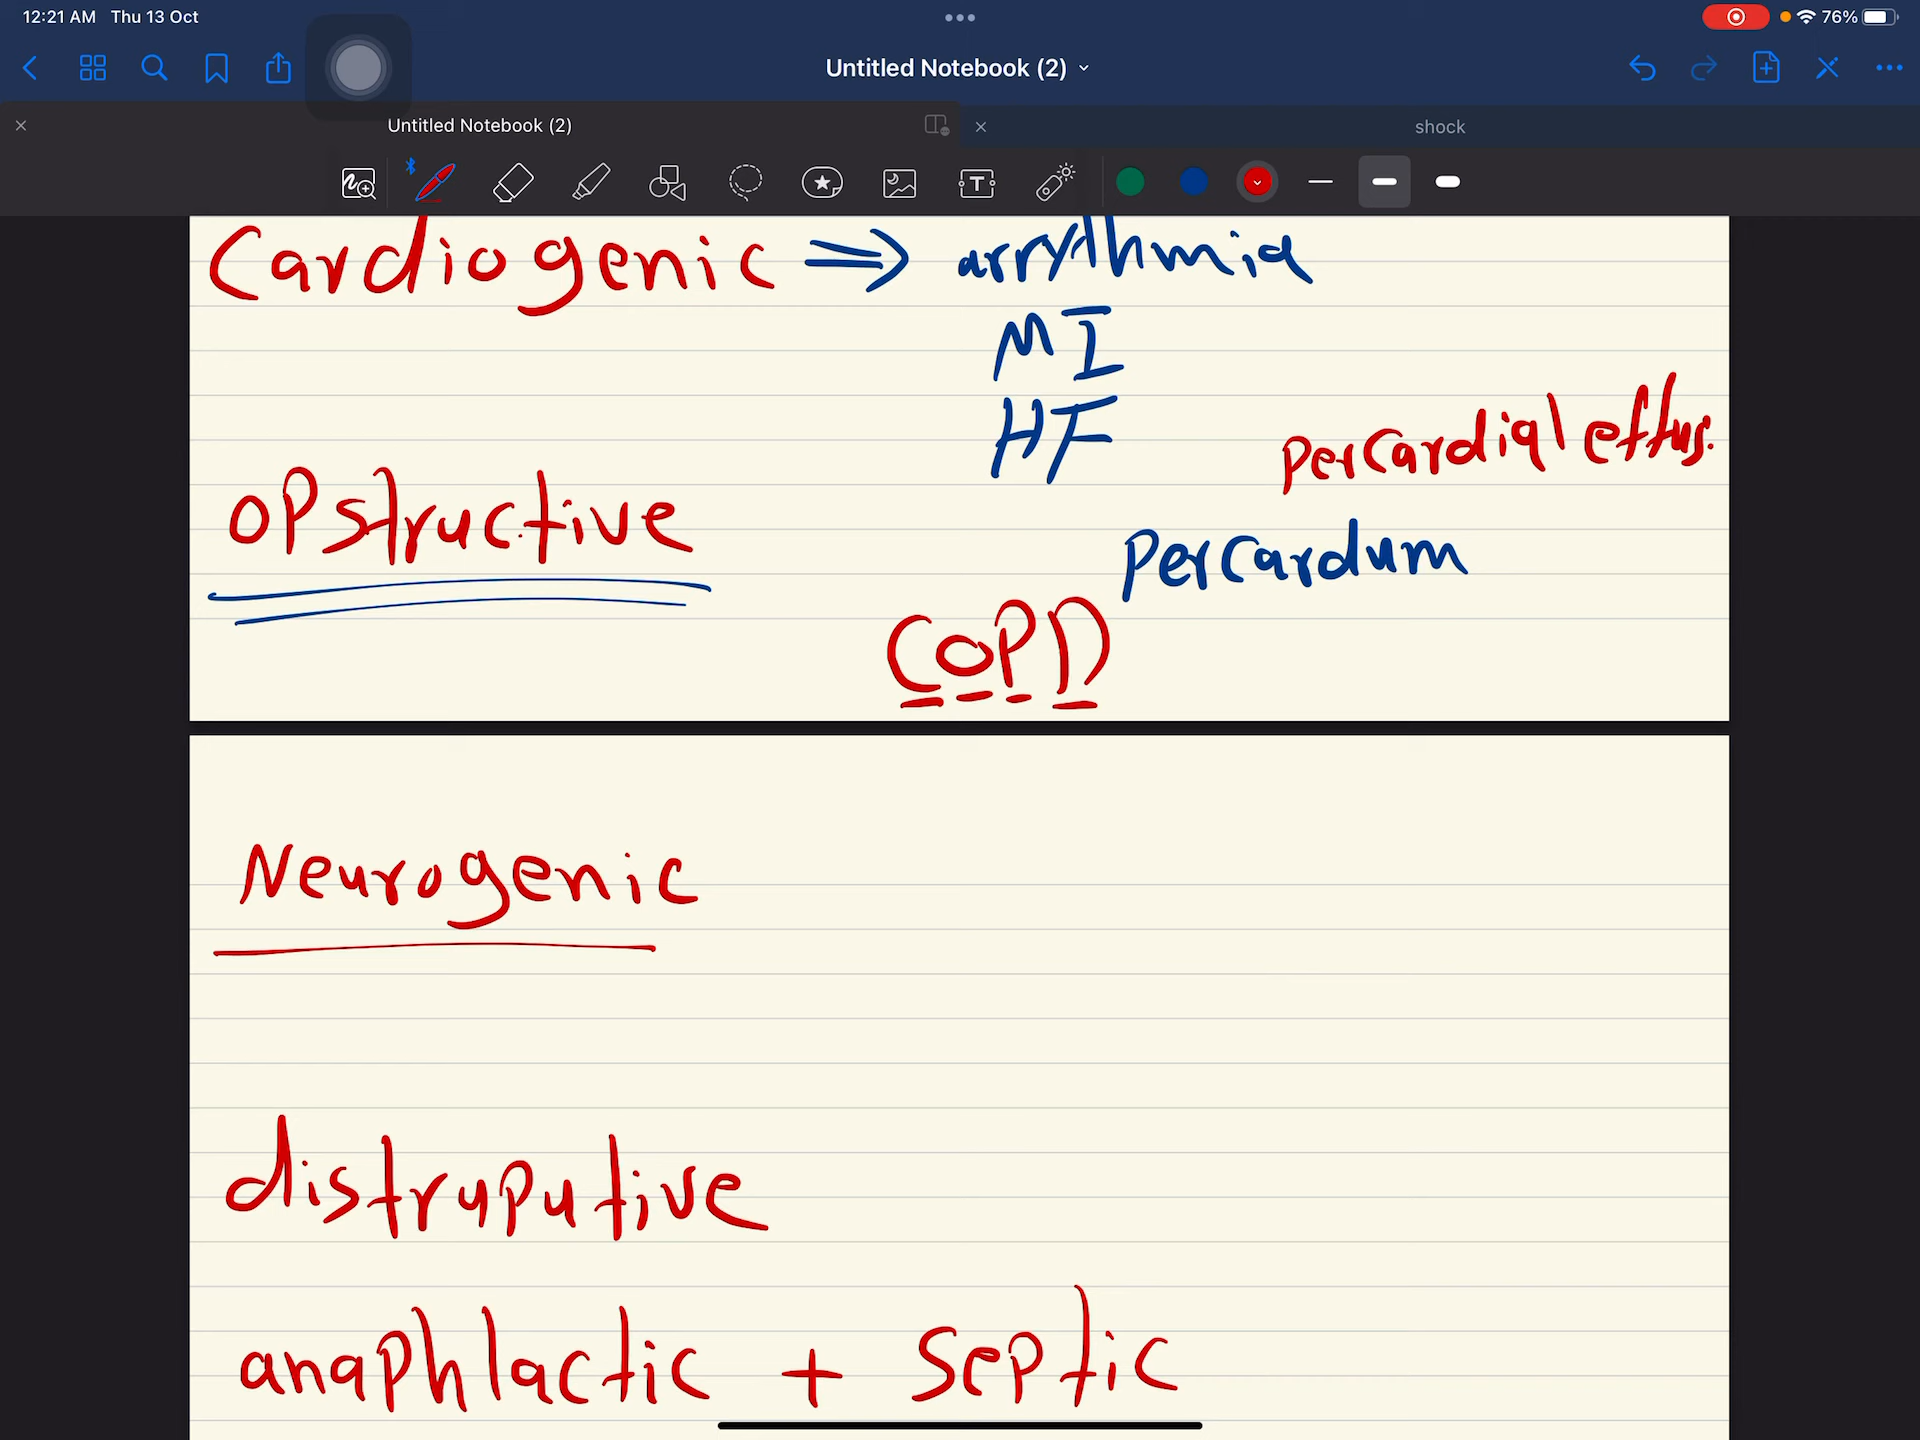 12:21 AM Thu 13 Oct
76%
Untitled Notebook (2)
Untitled Notebook (2)
shock
Cardiogenic ⇒ arrythmia
MI
HF
Percardial effus.
oPstructive
Percardum
COPD
Neurogenic
distruputive
anaphlactic + Septic